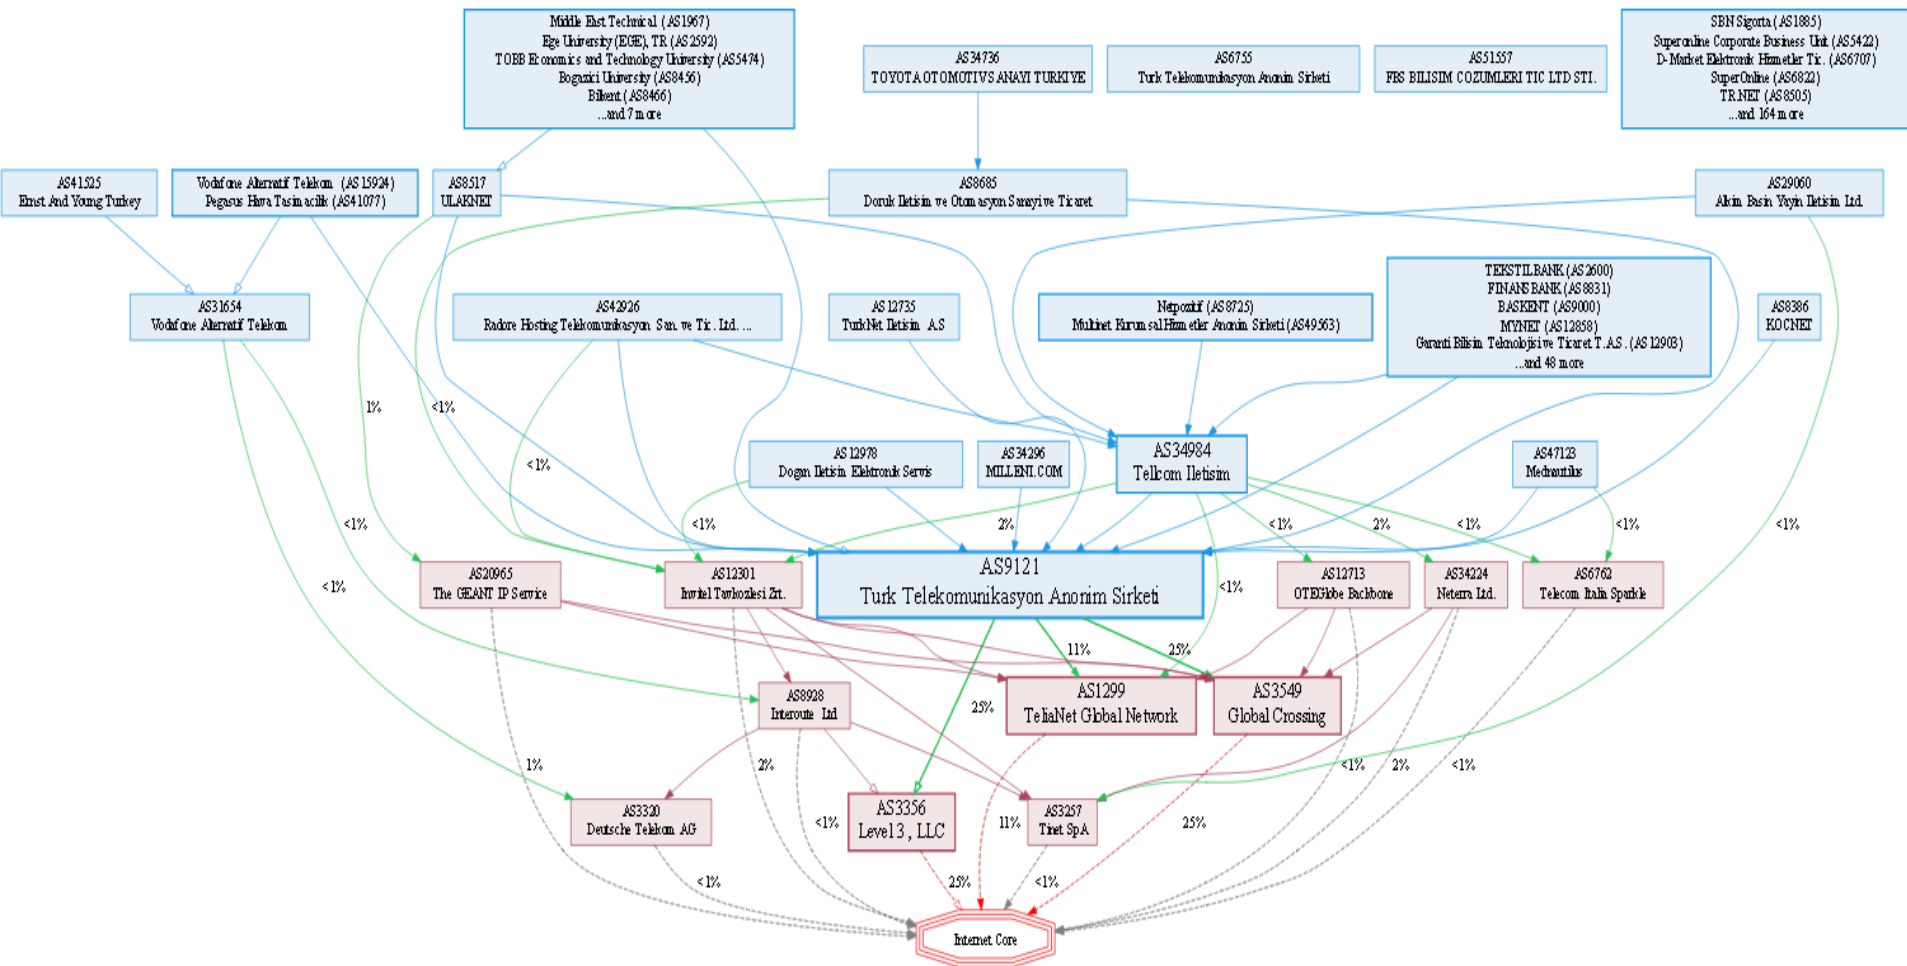 Middle East Technical (AS1967)
Ege University (EGE), TR (AS2592)
TOBB Economics and Technology University (AS5474)
Bogazici University (AS8456)
Bilkent (AS8466)
...and 7 more
AS34736
TOYOTA OTOMOTIV SANAYI TURKIYE
AS6755
Turk Telekomunikasyon Anonim Sirketi
AS51557
FBS BILISIM COZUMLERI TIC LTD STI.
SBN Sigorta (AS1885)
Superonline Corporate Business Unit (AS5422)
D-Market Elektronik Hizmetler Tic. (AS6707)
SuperOnline (AS6822)
TR.NET (AS8505)
...and 164 more
AS41525
Ernst And Young Turkey
Vodafone Alternatif Telekom (AS15924)
Pegasus Hava Tasimacilik (AS41077)
AS8517
ULAKNET
AS8685
Doruk Iletisim ve Otomasyon Sanayi ve Ticaret
AS29060
Alkim Basin Yayin Iletisim Ltd.
AS31654
Vodafone Alternatif Telekom
AS42926
Radore Hosting Telekomunikasyon San. ve Tic. Ltd. ...
AS12735
TurkNet Iletisim A.S
Netpozitif (AS8725)
Multinet Kurumsal Hizmetler Anonim Sirketi (AS49563)
TEKSTILBANK (AS2600)
FINANSBANK (AS8831)
BASKENT (AS9000)
MYNET (AS12858)
Garanti Bilisim Teknolojisi ve Ticaret T.A.S. (AS12903)
...and 48 more
AS8386
KOCNET
1%
<1%
<1%
AS12978
Dogan Iletisim Elektronik Servis
AS34296
MILLENI.COM
AS34984
Tellcom Iletisim
AS47123
Mednautilus
<1%
<1%
2%
<1%
2%
<1%
<1%
<1%
<1%
AS20965
The GEANT IP Service
AS12301
Invitel Tavkozlesi Zrt.
AS9121
Turk Telekomunikasyon Anonim Sirketi
<1%
AS12713
OTEGlobe Backbone
AS34224
Neterra Ltd.
AS6762
Telecom Italia Sparkle
11%
25%
AS8928
Interoute Ltd
25%
AS1299
TeliaNet Global Network
AS3549
Global Crossing
1%
2%
<1%
2%
<1%
AS3320
Deutsche Telekom AG
<1%
AS3356
Level 3, LLC
11%
AS3257
Tinet SpA
25%
<1%
25%
<1%
Internet Core